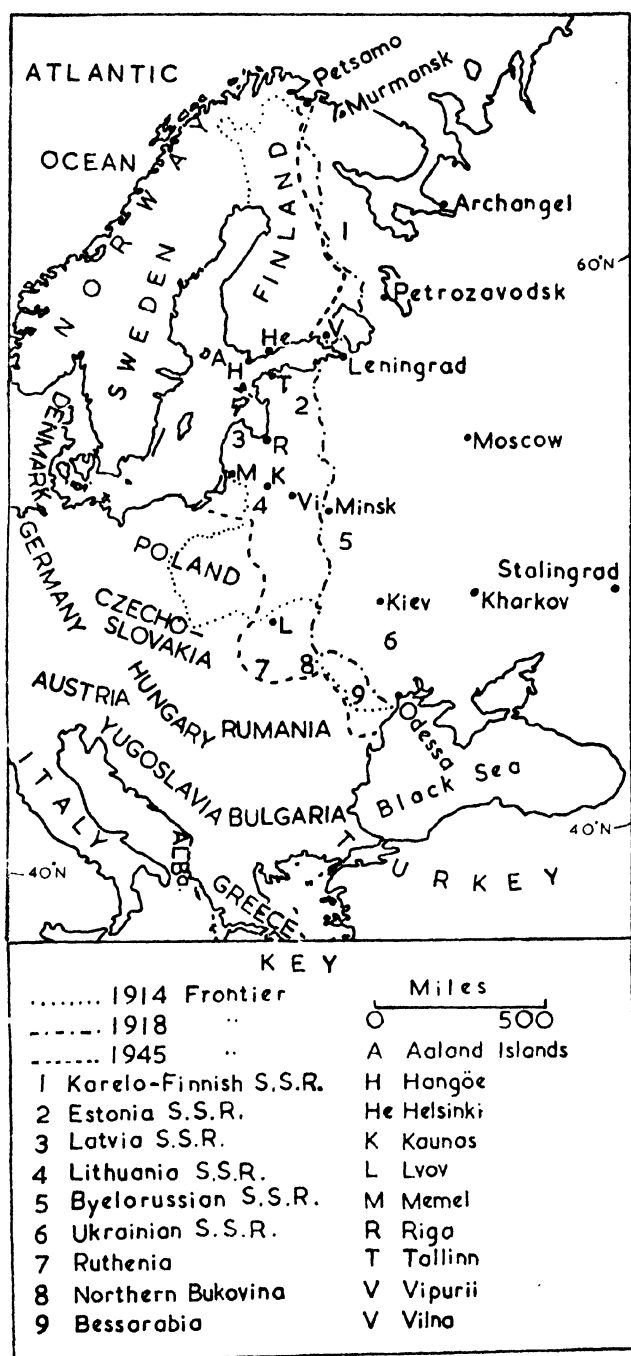 ATLANTIC
OCEAN
Petsamo
Murmansk
NORWAY
SWEDEN
FINLAND
1
Archangel
60°N
Petrozavodsk
V
Leningrad
He
A
H
T
2
3
R
DENMARK
M
K
4
Vi
Minsk
5
Moscow
GERMANY
POLAND
CZECHO-
SLOVAKIA
L
Kiev
Kharkov
Stalingrad
6
7
8
9
AUSTRIA
HUNGARY
RUMANIA
Odessa
Black Sea
ITALY
YUGOSLAVIA
BULGARIA
ALBA.
GREECE
TURKEY
40°N
40°N
KEY
........ 1914 Frontier
_._._._ 1918 "
------- 1945 "
Miles
0 500
1 Karelo-Finnish S.S.R.
2 Estonia S.S.R.
3 Latvia S.S.R.
4 Lithuania S.S.R.
5 Byelorussian S.S.R.
6 Ukrainian S.S.R.
7 Ruthenia
8 Northern Bukovina
9 Bessarabia
A Aaland Islands
H Hangöe
He Helsinki
K Kaunas
L Lvov
M Memel
R Riga
T Tallinn
V Vipurii
V Vilna